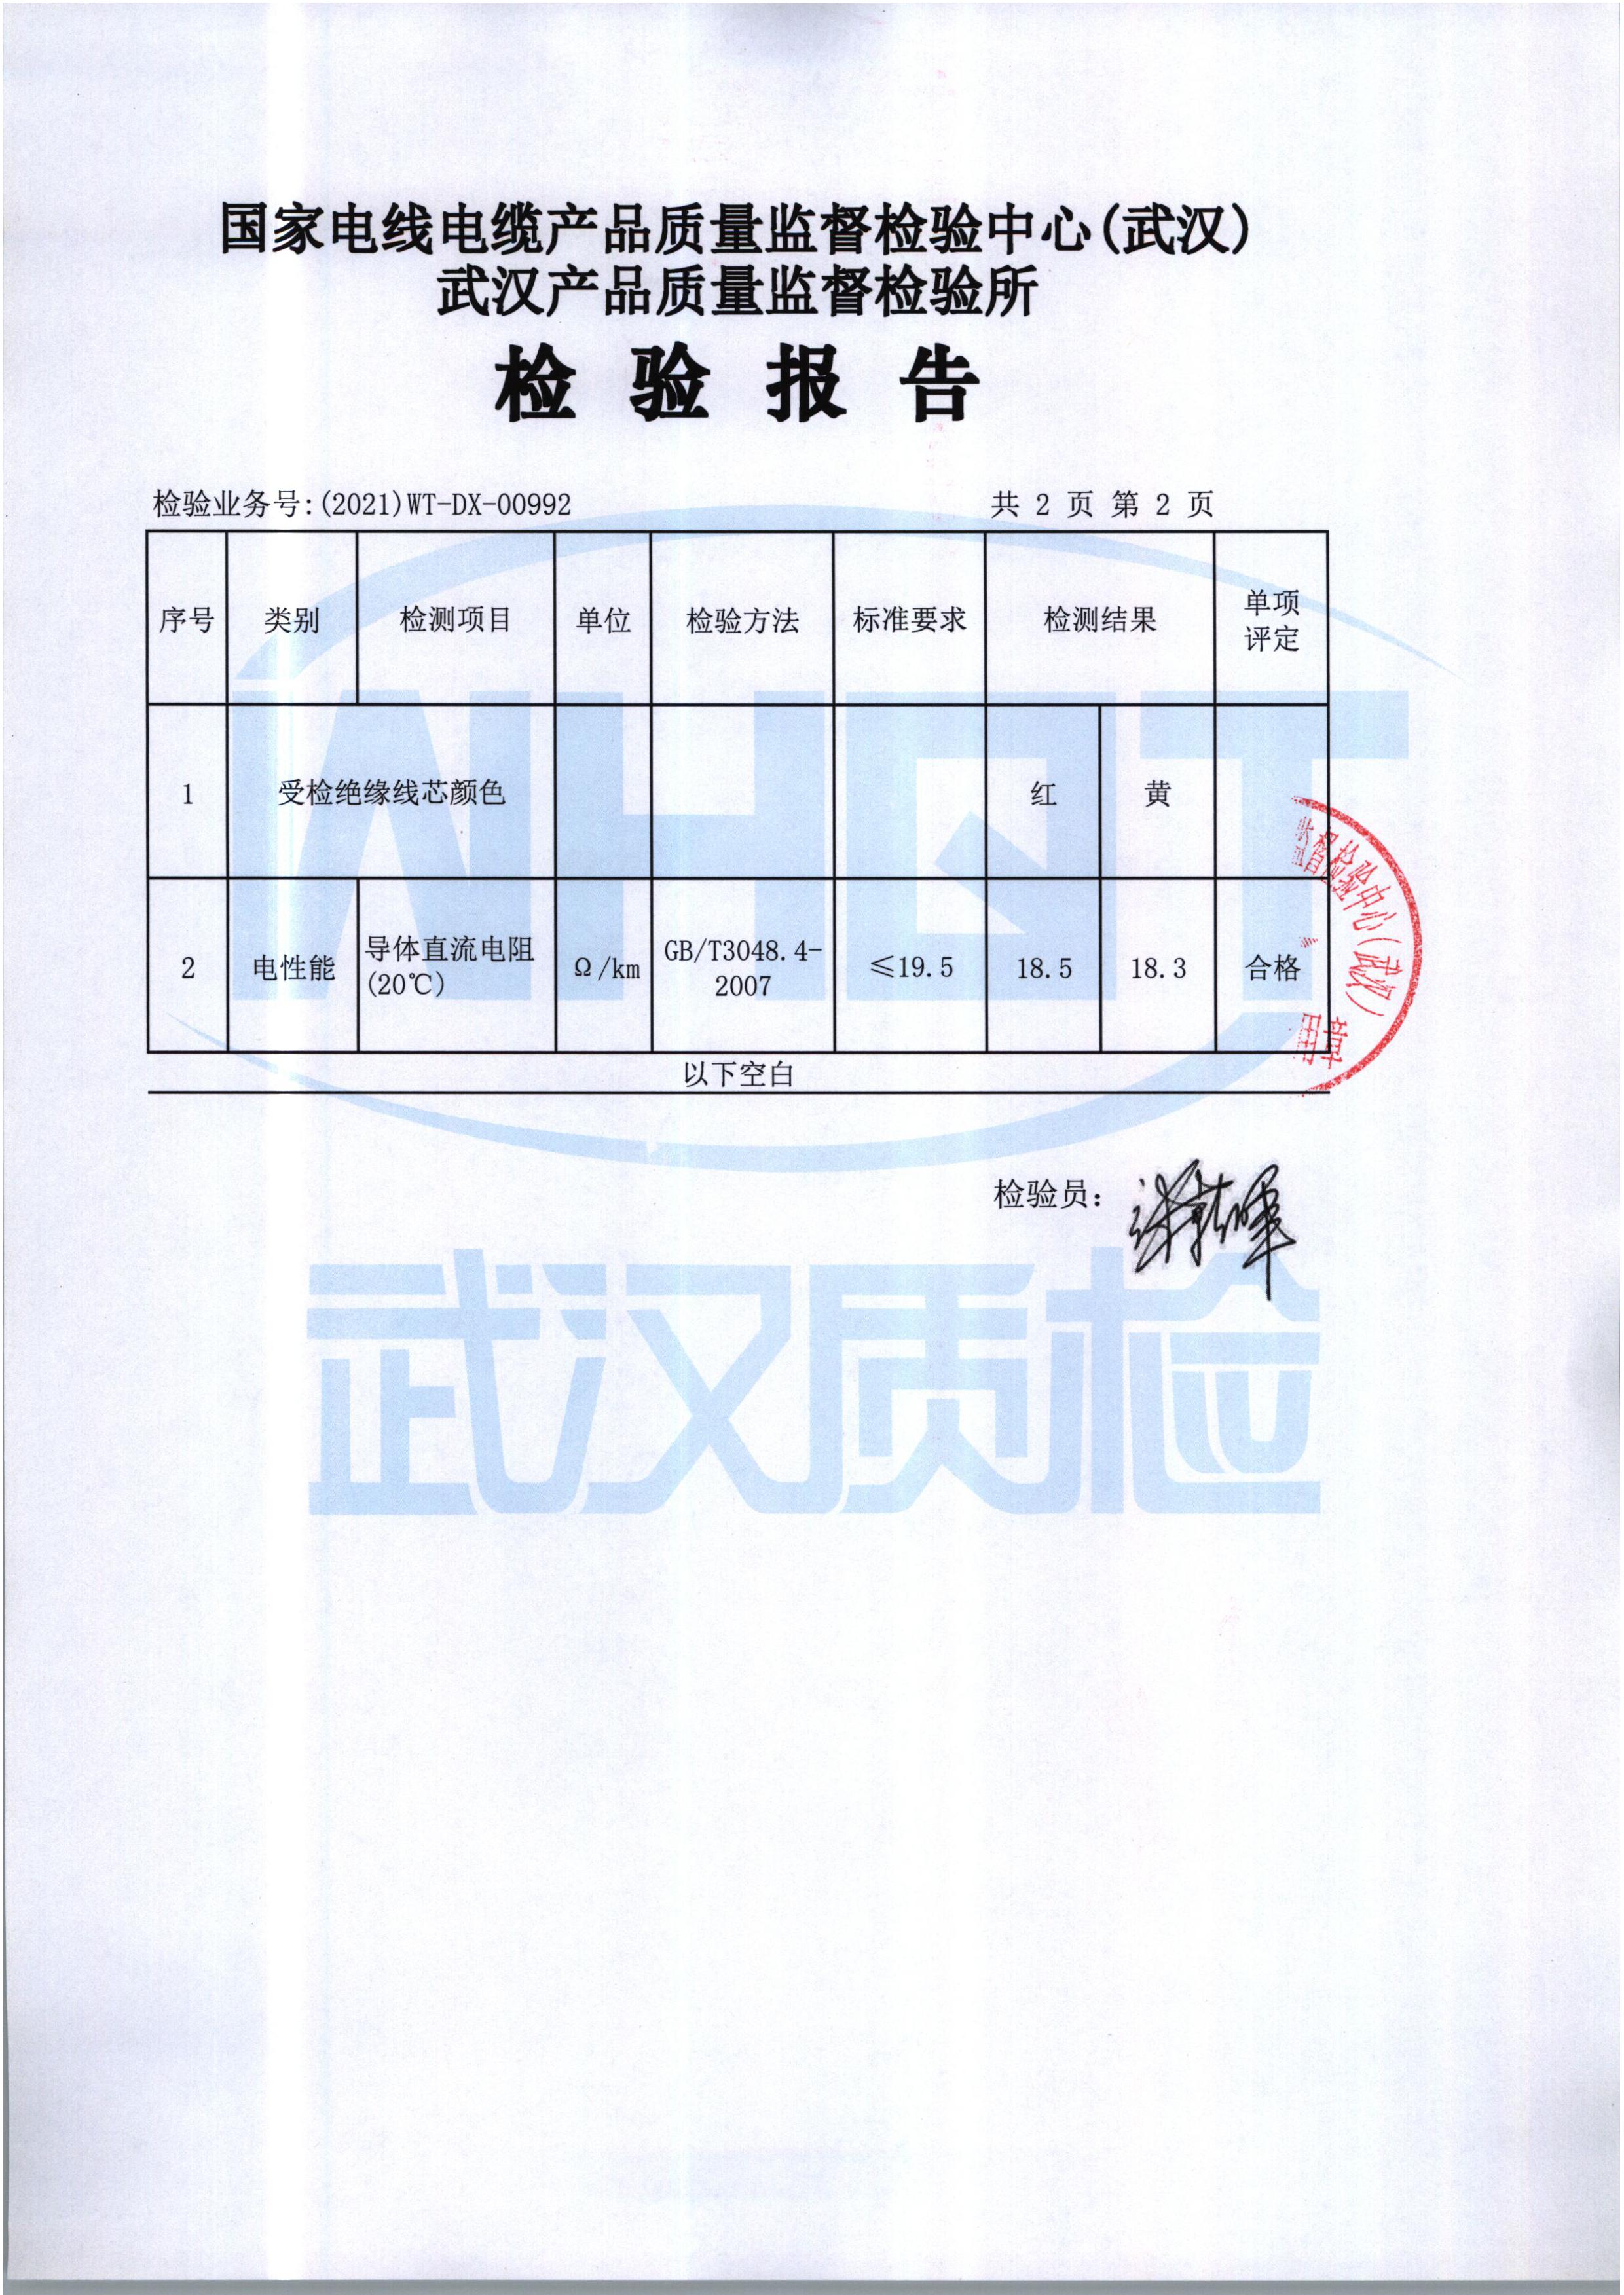 国家电线电缆产品质量监督检验中心(武汉)
武汉产品质量监督检验所
检 验 报 告
检验业务号:(2021)WT-DX-00992 共 2 页 第 2 页
序号 类别 检测项目 单位 检验方法 标准要求 检测结果 单项
评定
1 受检绝缘线芯颜色 红 黄
2 电性能 导体直流电阻
(20℃) Ω/km GB/T3048.4-
2007 ≤19.5 18.5 18.3 合格
以下空白
督检验中心(武汉)
章
检验员:
WHQT
武汉质检